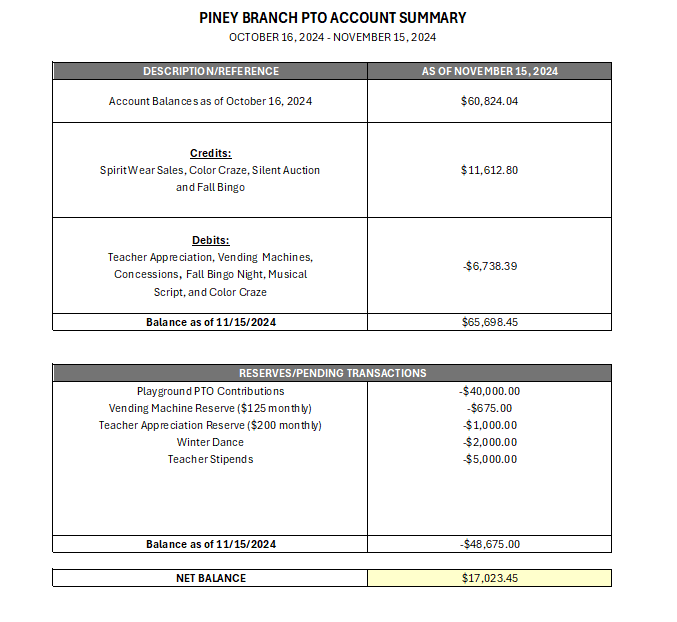 PINEY BRANCH PTO ACCOUNT SUMMARY
OCTOBER 16, 2024 - NOVEMBER 15, 2024
DESCRIPTION/REFERENCE AS OF NOVEMBER 15, 2024
Account Balances as of October 16, 2024 $60,824.04
Credits:
Spirit Wear Sales, Color Craze, Silent Auction
and Fall Bingo
$11,612.80
Debits:
Teacher Appreciation, Vending Machines,
Concessions, Fall Bingo Night, Musical
Script, and Color Craze
-$6,738.39
Balance as of 11/15/2024 $65,698.45
RESERVES/PENDING TRANSACTIONS
Playground PTO Contributions -$40,000.00
Vending Machine Reserve ($125 monthly) -$675.00
Teacher Appreciation Reserve ($200 monthly) -$1,000.00
Winter Dance -$2,000.00
Teacher Stipends -$5,000.00
Balance as of 11/15/2024 -$48,675.00
NET BALANCE $17,023.45